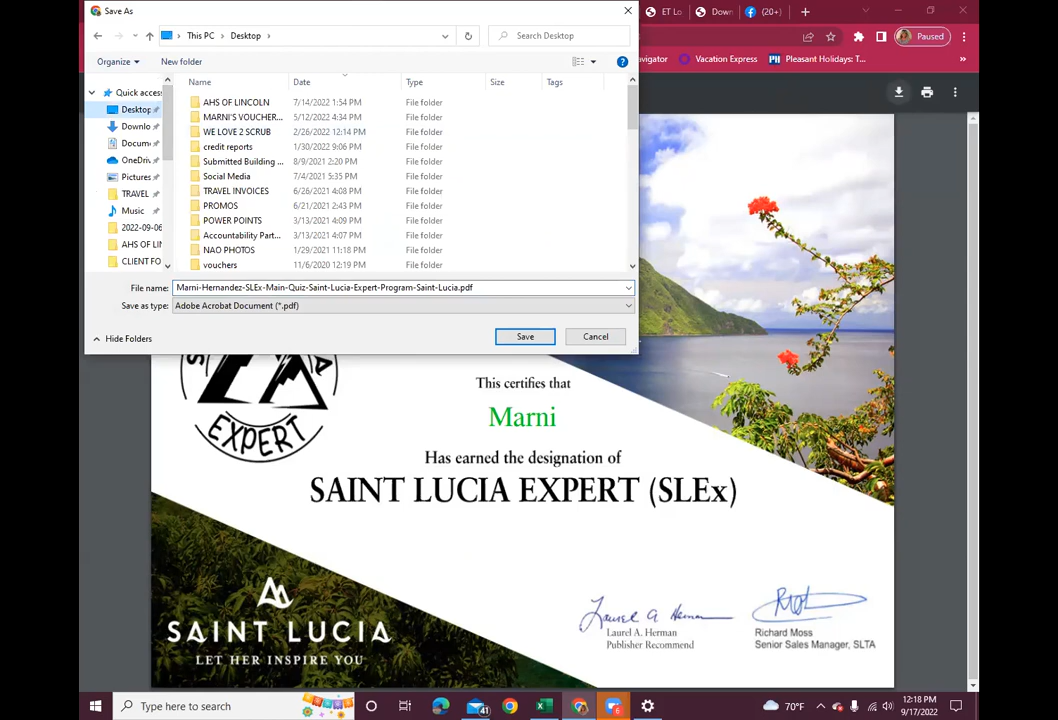 Save As
ET Lo
Down
(20+)
This PC
Desktop
Search Desktop
Paused
Organize
New folder
avigator
Vacation Express
PH
Pleasant Holidays: T...
Name
Date
Type
Size
Tags
Quick access
Desktop
Downlo
Docum
OneDriv
Pictures
TRAVEL
Music
2022-09-06
AHS OF LIN
CLIENT FO
AHS OF LINCOLN 7/14/2022 1:54 PM File folder
MARNI'S VOUCHER... 5/12/2022 4:34 PM File folder
WE LOVE 2 SCRUB 2/26/2022 12:14 PM File folder
credit reports 1/30/2022 9:06 PM File folder
Submitted Building ... 8/9/2021 2:20 PM File folder
Social Media 7/4/2021 5:35 PM File folder
TRAVEL INVOICES 6/26/2021 4:08 PM File folder
PROMOS 6/21/2021 2:43 PM File folder
POWER POINTS 3/13/2021 4:09 PM File folder
Accountability Part... 3/13/2021 4:07 PM File folder
NAO PHOTOS 1/29/2021 11:18 PM File folder
vouchers 11/6/2020 12:19 PM File folder
File name: Marni-Hernandez-SLEx-Main-Quiz-Saint-Lucia-Expert-Program-Saint-Lucia.pdf
Save as type: Adobe Acrobat Document (*.pdf)
Hide Folders
Save
Cancel
EXPERT
This certifies that
Marni
Has earned the designation of
SAINT LUCIA EXPERT (SLEx)
SAINT LUCIA
LET HER INSPIRE YOU
Laurel A. Herman
Laurel A. Herman
Publisher Recommend
Richard Moss
Senior Sales Manager, SLTA
Type here to search
41
6
70°F
12:18 PM
9/17/2022